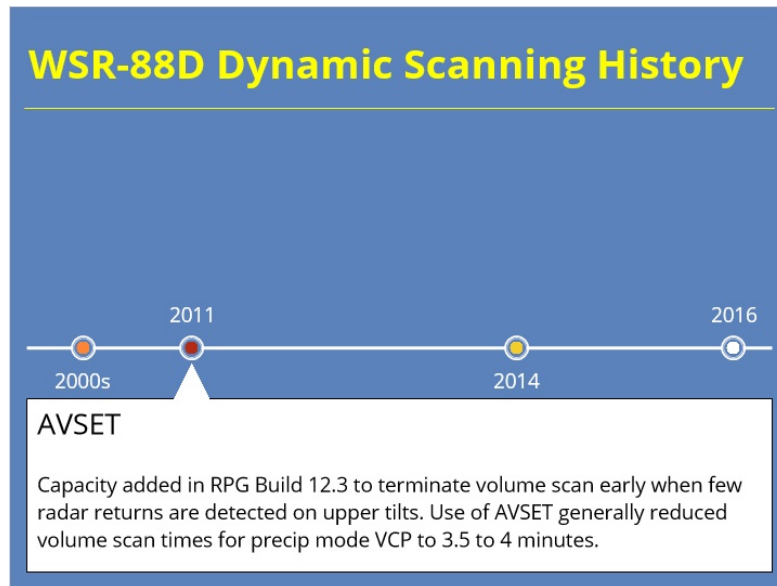 WSR-88D Dynamic Scanning History
2011
2016
2000s
2014
AVSET
Capacity added in RPG Build 12.3 to terminate volume scan early when few
radar returns are detected on upper tilts. Use of AVSET generally reduced
volume scan times for precip mode VCP to 3.5 to 4 minutes.